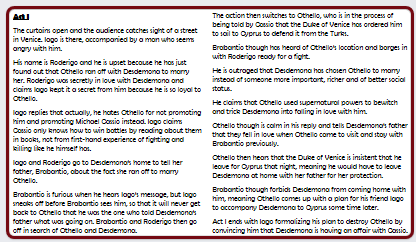 Act I
The curtains open and the audience catches sight of a street
in Venice. Iago is there, accompanied by a man who seems
angry with him.
His name is Roderigo and he is upset because he has just
found out that Othello ran off with Desdemona to marry
her. Roderigo was secretly in love with Desdemona and
claims Iago kept it a secret from him because he is so loyal to
Othello.
Iago replies that actually, he hates Othello for not promoting
him and promoting Michael Cassio instead. Iago claims
Cassio only knows how to win battles by reading about them
in books, not from first-hand experience of fighting and
killing like he himself has.
Iago and Roderigo go to Desdemona's home to tell her
father, Brabantio, about the fact she ran off to marry
Othello.
Brabantio is furious when he hears Iago's message, but Iago
sneaks off before Brabantio sees him, so that it will never get
back to Othello that he was the one who told Desdemona's
father what was going on. Brabantio and Roderigo then go
off in search of Othello and Desdemona.
The action then switches to Othello, who is in the process of
being told by Cassio that the Duke of Venice has ordered him
to sail to Cyprus to defend it from the Turks.
Brabantio though has heard of Othello's location and barges in
with Roderigo ready for a fight.
He is outraged that Desdemona has chosen Othello to marry
instead of someone more important, richer and of better social
status.
He claims that Othello used supernatural powers to bewitch
and trick Desdemona into falling in love with him.
Othello though is calm in his reply and tells Desdemona's father
that they fell in love when Othello came to visit and stay with
Brabantio previously.
Othello then hears that the Duke of Venice is insistent that he
leave for Cyprus that night, meaning he would have to leave
Desdemona at home with her father for her protection.
Brabantio though forbids Desdemona from coming home with
him, meaning Othello comes up with a plan for his friend Iago
to accompany Desdemona to Cyprus some time later.
Act I ends with Iago formalizing his plan to destroy Othello by
convincing him that Desdemona is having an affair with Cassio.